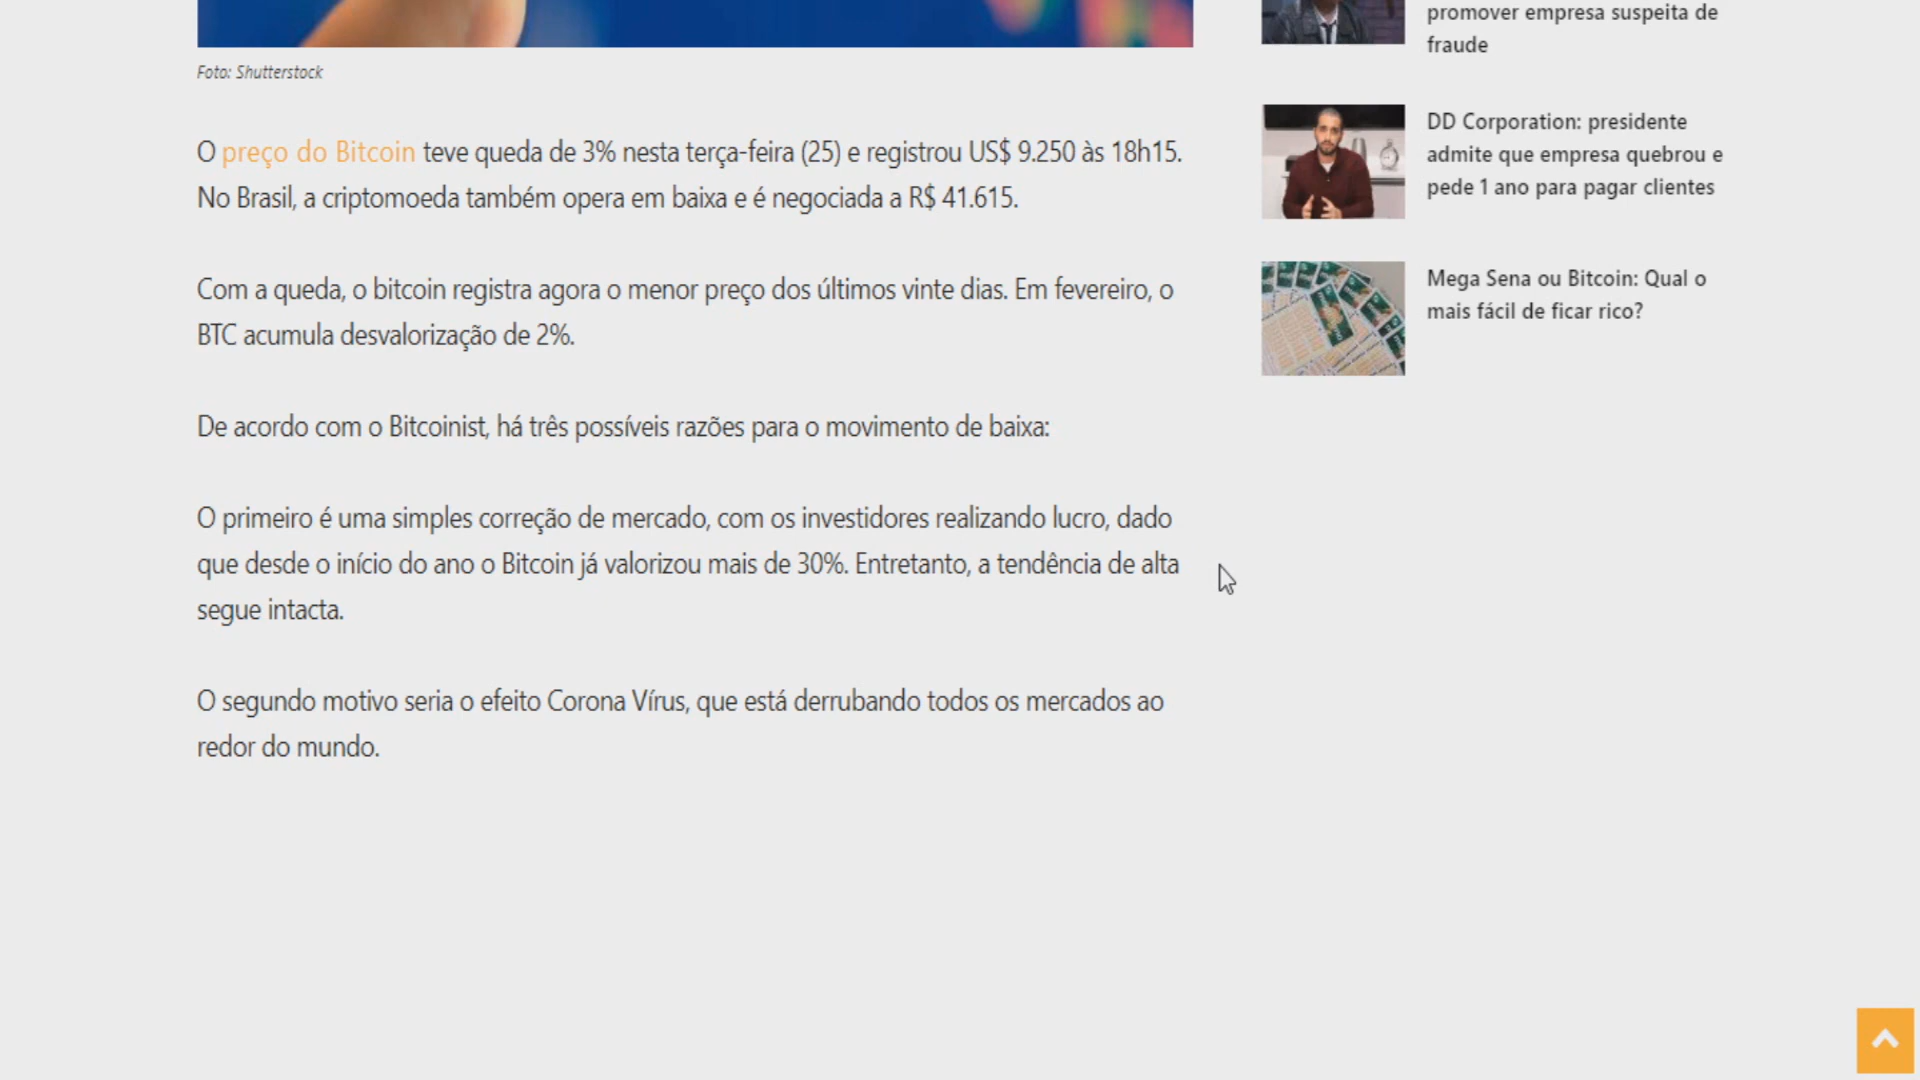 Foto: Shutterstock
O preço do Bitcoin teve queda de 3% nesta terça-feira (25) e registrou US$ 9.250 às 18h15.
No Brasil, a criptomoeda também opera em baixa e é negociada a R$ 41.615.
Com a queda, o bitcoin registra agora o menor preço dos últimos vinte dias. Em fevereiro, o
BTC acumula desvalorização de 2%.
De acordo com o Bitcoinist, há três possíveis razões para o movimento de baixa:
O primeiro é uma simples correção de mercado, com os investidores realizando lucro, dado
que desde o início do ano o Bitcoin já valorizou mais de 30%. Entretanto, a tendência de alta
segue intacta.
O segundo motivo seria o efeito Corona Vírus, que está derrubando todos os mercados ao
redor do mundo.
promover empresa suspeita de
fraude
DD Corporation: presidente
admite que empresa quebrou e
pede 1 ano para pagar clientes
Mega Sena ou Bitcoin: Qual o
mais fácil de ficar rico?